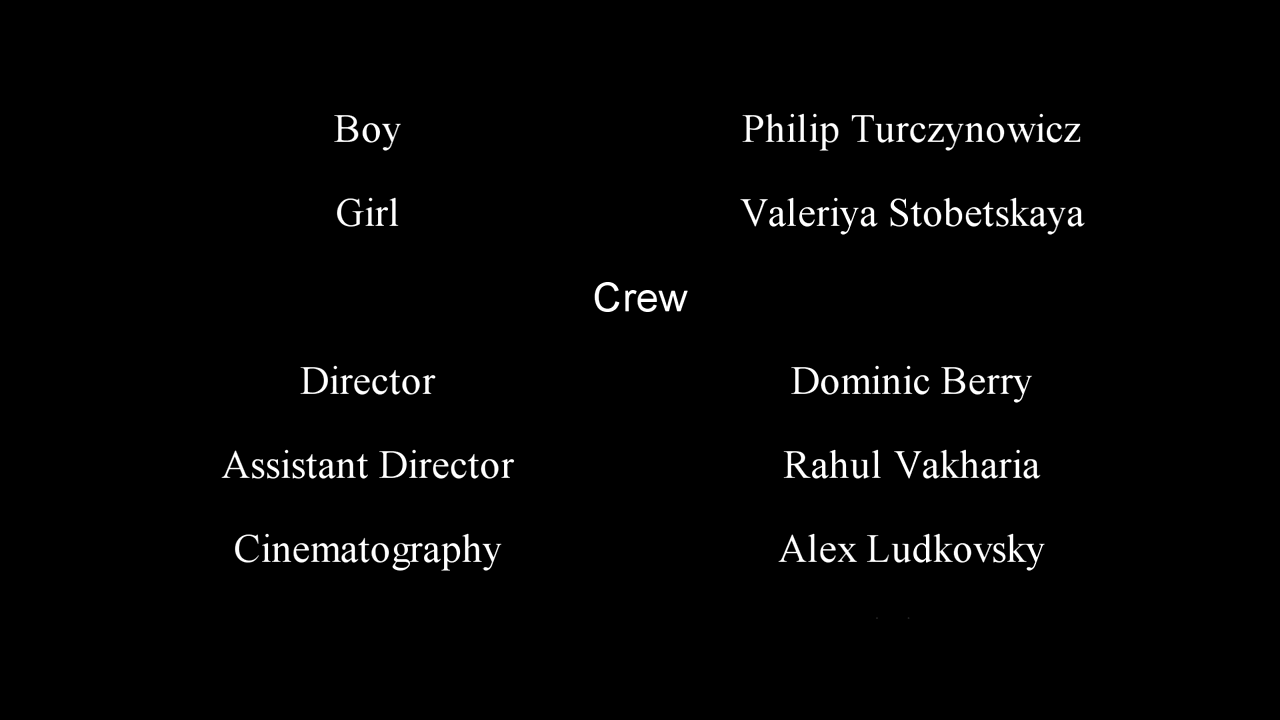 Boy Philip Turczynowicz
Girl Valeriya Stobetskaya
Crew
Director Dominic Berry
Assistant Director Rahul Vakharia
Cinematography Alex Ludkovsky